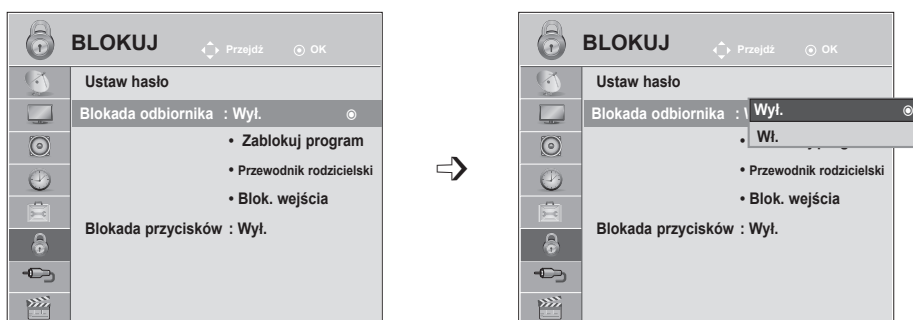 BLOKUJ Przejdź OK
Ustaw hasło
Blokada odbiornika : Wył.
• Zablokuj program
• Przewodnik rodzicielski
• Blok. wejścia
Blokada przycisków : Wył.
BLOKUJ Przejdź OK
Ustaw hasło
Blokada odbiornika :
Wył.
Wł.
• Przewodnik rodzicielski
• Blok. wejścia
Blokada przycisków : Wył.